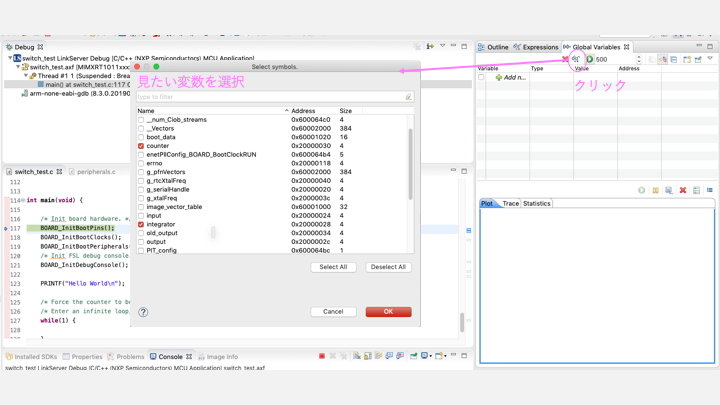 Debug
switch_test LinkServer Debug [C/C++ (NXP Semiconductors) MCU Application]
switch_test.axf [MIMXRT1011xxx
Thread #1 1 (Suspended : Brea
main() at switch_test.c:117 0
arm-none-eabi-gdb (8.3.0.20190
Select symbols.
見たい変数を選択
type to filter
Name
Address
Size
__num_Ciob_streams 0x600064c0 4
__Vectors 0x60002000 384
boot_data 0x60001020 16
counter 0x20000030 4
enetPllConfig_BOARD_BootClockRUN 0x600064b4 5
errno 0x20000118 4
g_pfnVectors 0x60002000 384
g_rtcXtalFreq 0x20000040 4
g_serialHandle 0x20000020 4
g_xtalFreq 0x2000003c 4
image_vector_table 0x60001000 32
input 0x20000024 4
integrator 0x20000028 4
old_output 0x20000034 1
output 0x2000002c 4
PIT_config 0x600064bc 1
Select All
Deselect All
Cancel
OK
Outline
Expressions
Global Variables
500
Variable
Type
Value
Address
Add n...
クリック
Plot
Trace
Statistics
switch_test.c
peripherals.c
112
113
114 int main(void) {
115
116 /* Init board hardware. */
117 BOARD_InitBootPins();
118 BOARD_InitBootClocks();
119 BOARD_InitBootPeripherals
120 /* Init FSL debug console
121 BOARD_InitDebugConsole();
122
123 PRINTF("Hello World\n");
124
125 /* Force the counter to be
126 /* Enter an infinite loop
127 while(1) {
128
Installed SDKs
Properties
Problems
Console
Image Info
switch_test LinkServer Debug [C/C++ (NXP Semiconductors) MCU Application] switch_test.axf